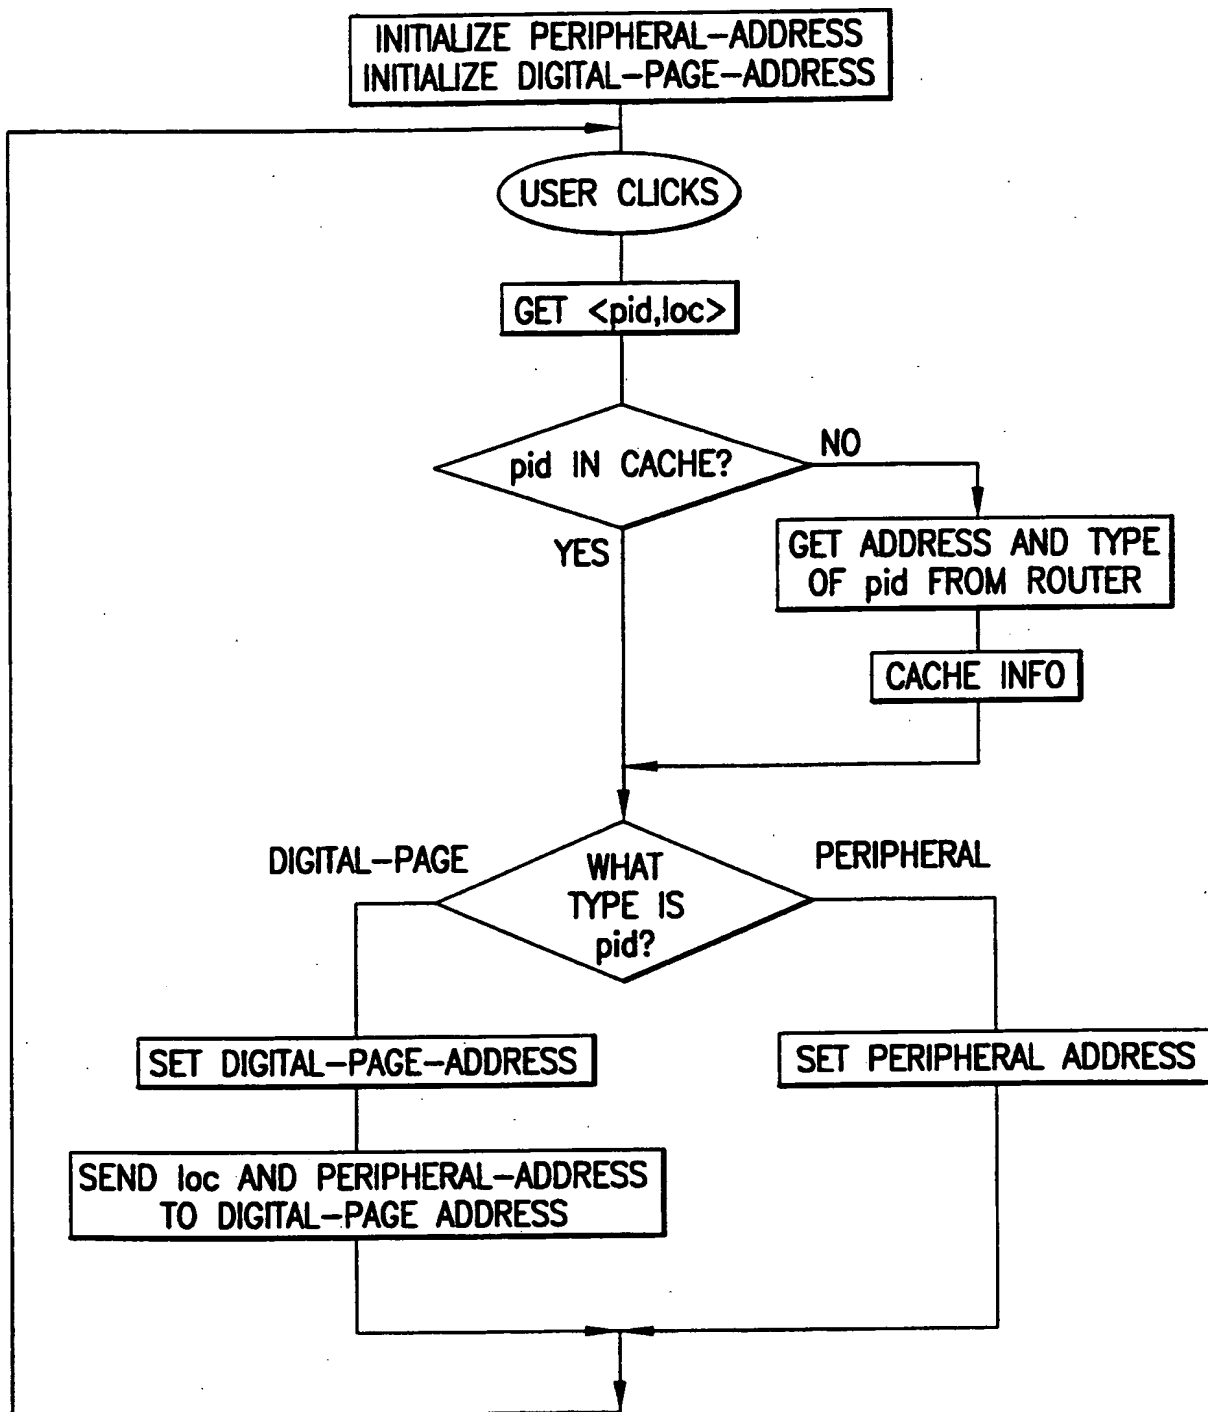 INITIALIZE PERIPHERAL-ADDRESS
INITIALIZE DIGITAL-PAGE-ADDRESS
USER CLICKS
GET <pid,loc>
pid IN CACHE?
NO
YES
GET ADDRESS AND TYPE
OF pid FROM ROUTER
CACHE INFO
DIGITAL-PAGE
WHAT
TYPE IS
pid?
PERIPHERAL
SET DIGITAL-PAGE-ADDRESS
SET PERIPHERAL ADDRESS
SEND loc AND PERIPHERAL-ADDRESS
TO DIGITAL-PAGE ADDRESS